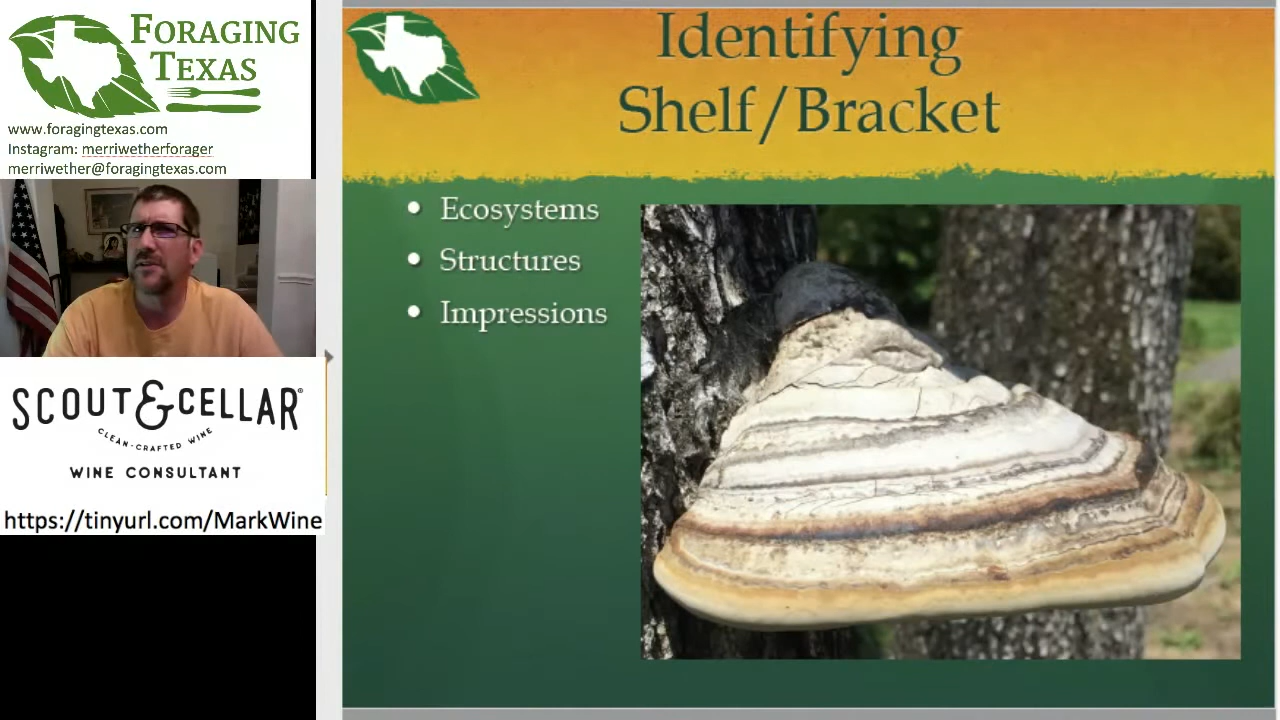 FORAGING
TEXAS
www.foragingtexas.com
Instagram: merriwetherforager
merriwether@foragingtexas.com
SCOUT & CELLAR®
CLEAN-CRAFTED WINE
WINE CONSULTANT
https://tinyurl.com/MarkWine
Identifying
Shelf/Bracket
• Ecosystems
• Structures
• Impressions